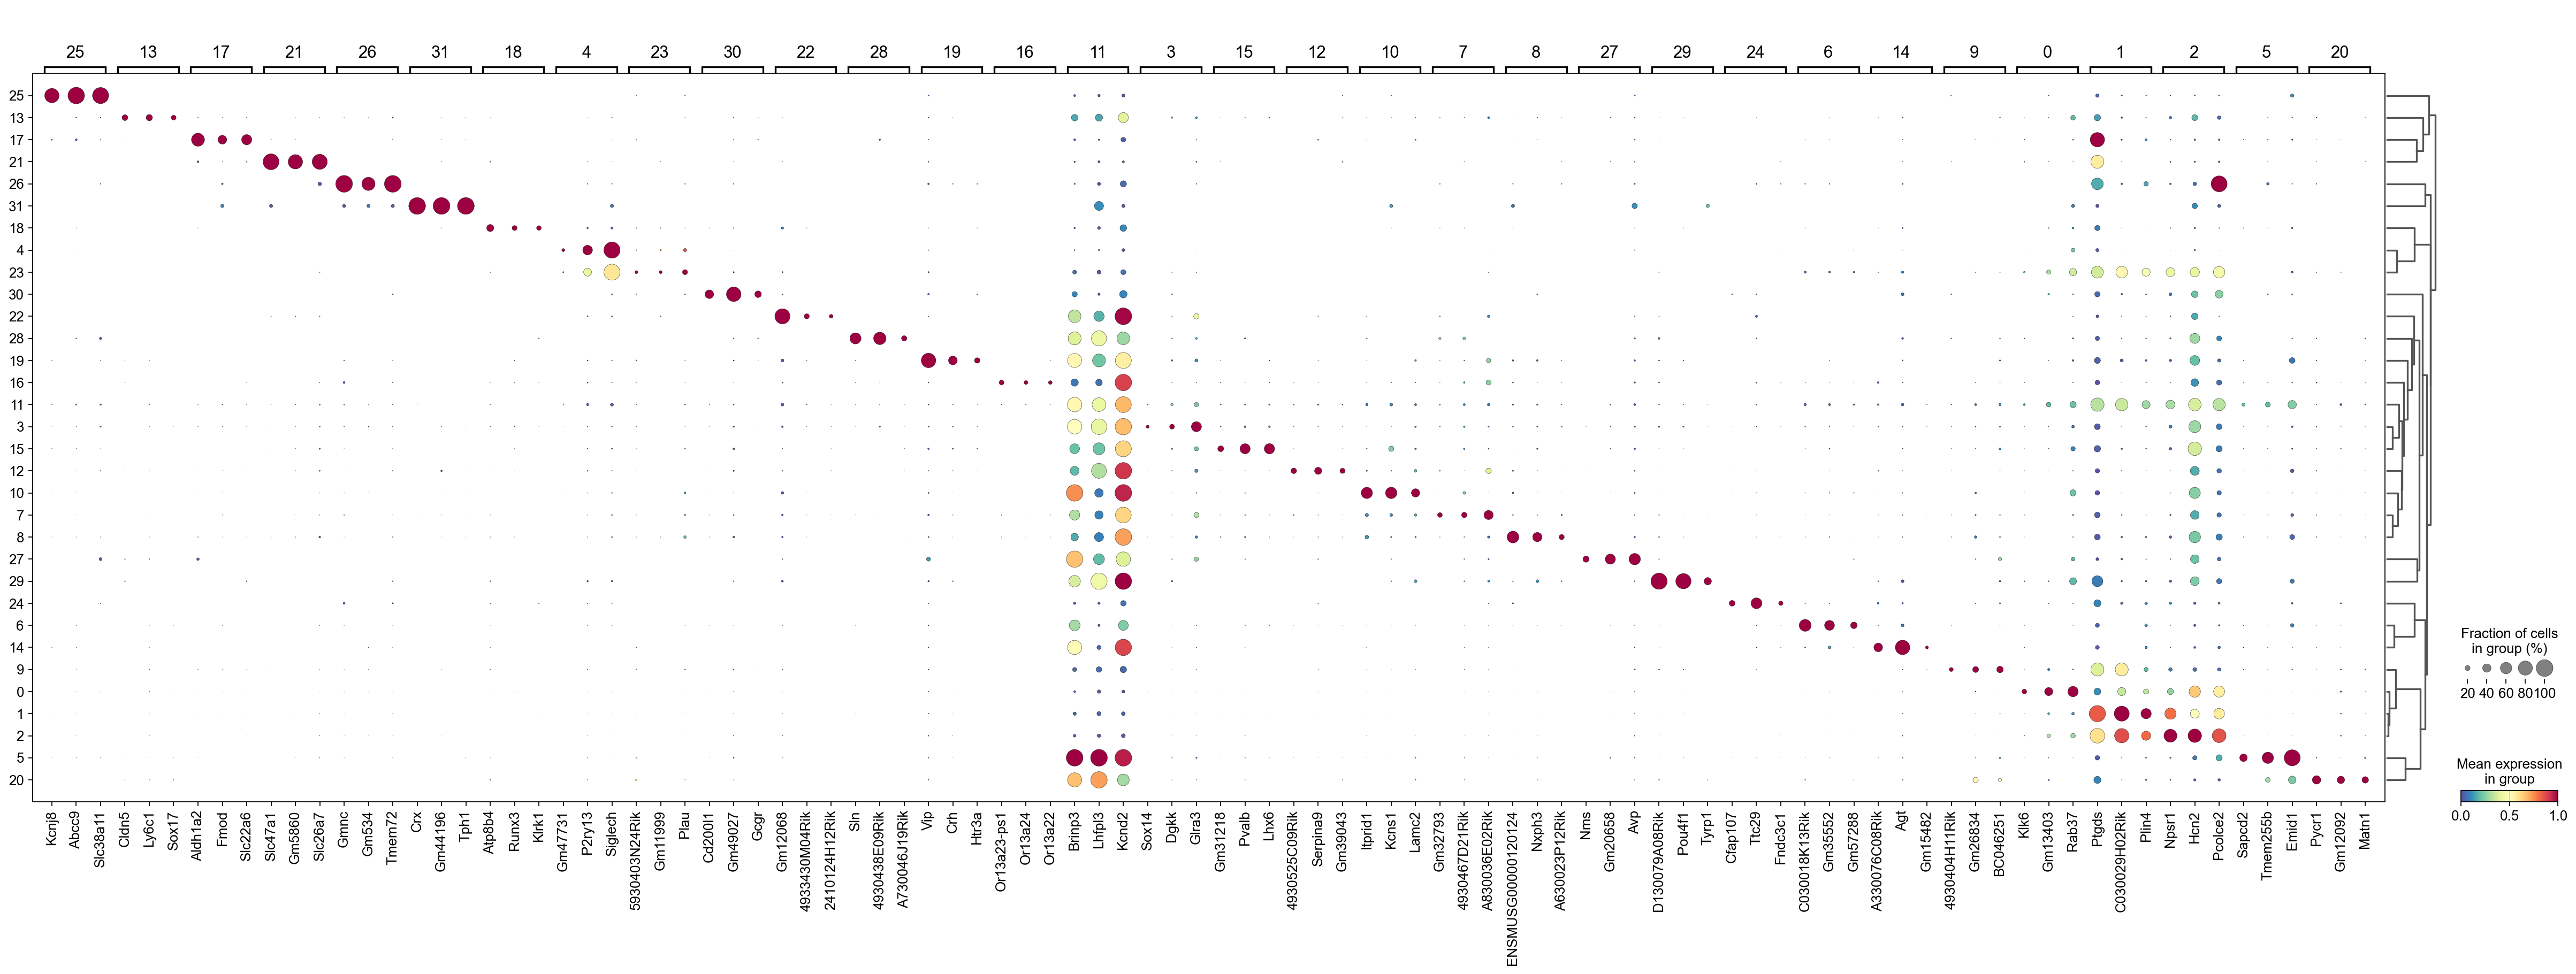 25 13 17 21 26 31 18 4 23 30 22 28 19 16 11 3 15 12 10 7 8 27 29 24 6 14 9 0 1 2 5 20
25
13
17
21
26
31
18
4
23
30
22
28
19
16
11
3
15
12
10
7
8
27
29
24
6
14
9
0
1
2
5
20
Kcnj8
Abcc9
Slc38a11
Cldn5
Ly6c1
Sox17
Aldh1a2
Fmod
Slc22a6
Slc47a1
Gm5860
Slc26a7
Gmnc
Gm534
Tmem72
Crx
Gm44196
Tph1
Atp8b4
Runx3
Klrk1
Gm47731
P2ry13
Siglech
5930403N24Rik
Gm11999
Plau
Cd200l1
Gm49027
Gcgr
Gm12068
4933430M04Rik
2410124H12Rik
Sln
4930438E09Rik
A730046J19Rik
Vip
Crh
Htr3a
Or13a23-ps1
Or13a24
Or13a22
Brinp3
Lhfpl3
Kcnd2
Sox14
Dgkk
Glra3
Gm31218
Pvalb
Lhx6
4930525C09Rik
Serpina9
Gm39043
Itprid1
Kcns1
Lamc2
Gm32793
4930467D21Rik
A830036E02Rik
ENSMUSG00000120124
Nxph3
A630023P12Rik
Nms
Gm20658
Avp
D130079A08Rik
Pou4f1
Tyrp1
Cfap107
Ttc29
Fndc3c1
C030018K13Rik
Gm35552
Gm57288
A330076C08Rik
Agt
Gm15482
4930404H11Rik
Gm26834
BC046251
Klk6
Gm13403
Rab37
Ptgds
C030029H02Rik
Plin4
Npsr1
Hcn2
Pcolce2
Sapcd2
Tmem255b
Emid1
Pycr1
Gm12092
Matn1
Fraction of cells
in group (%)
20 40 60 80100
Mean expression
in group
0.0 0.5 1.0